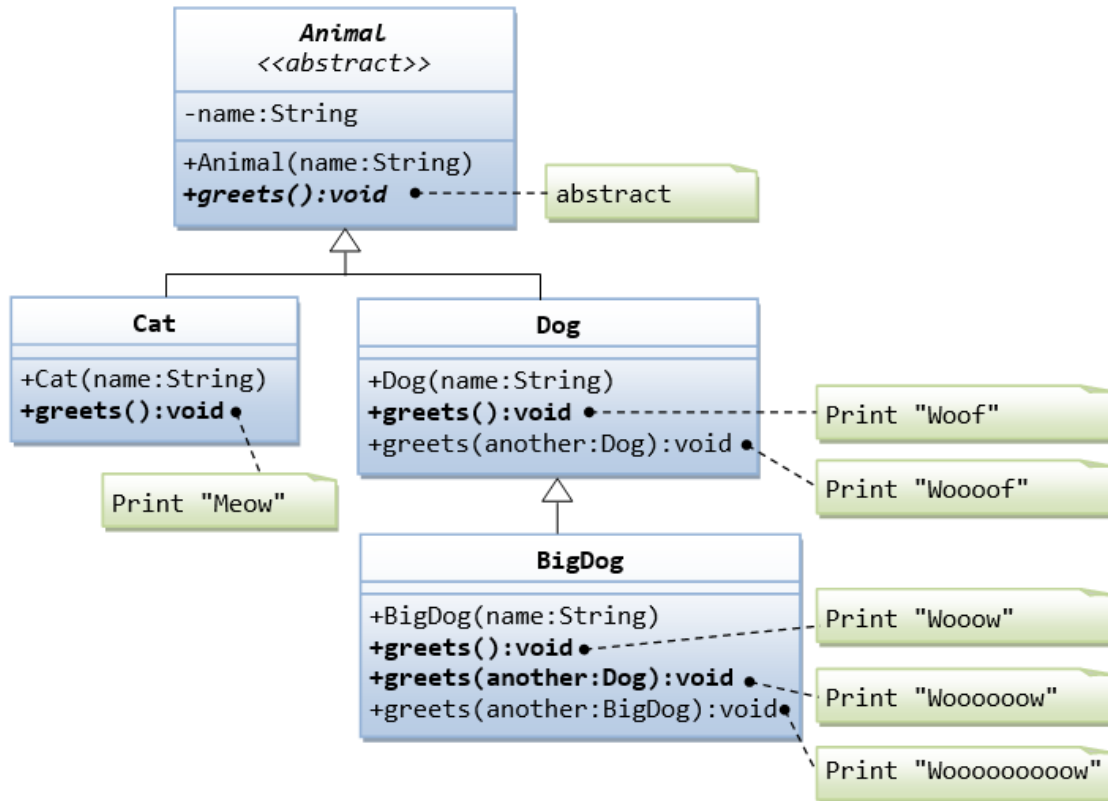 Animal
<<abstract>>
-name:String
+Animal(name:String)
+greets():void
abstract
Cat
+Cat(name:String)
+greets():void
Print "Meow"
Dog
+Dog(name:String)
+greets():void
+greets(another:Dog):void
Print "Woof"
Print "Woooof"
BigDog
+BigDog(name:String)
+greets():void
+greets(another:Dog):void
+greets(another:BigDog):void
Print "Wooow"
Print "Woooooow"
Print "Wooooooooow"